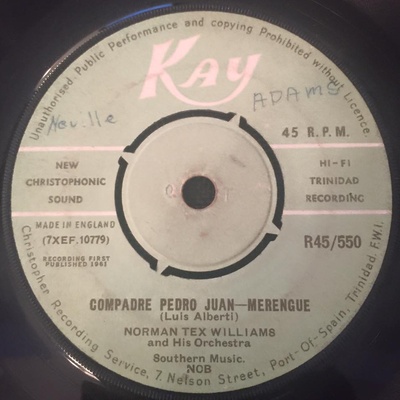 Unauthorised Public Performance and copying Prohibited without Licence.
KAY
Neville
ADAMS
45 R.P.M.
NEW
CHRISTOPHONIC
SOUND
HI-FI
TRINIDAD
RECORDING
MADE IN ENGLAND
(7XEF.10779)
R45/550
RECORDING FIRST
PUBLISHED 1961
COMPADRE PEDRO JUAN—MERENGUE
(Luis Alberti)
NORMAN TEX WILLIAMS
and His Orchestra
Southern Music.
NCB
Christopher Recording Service, 7, Nelson Street, Port-Of-Spain, Trinidad, F.W.I.